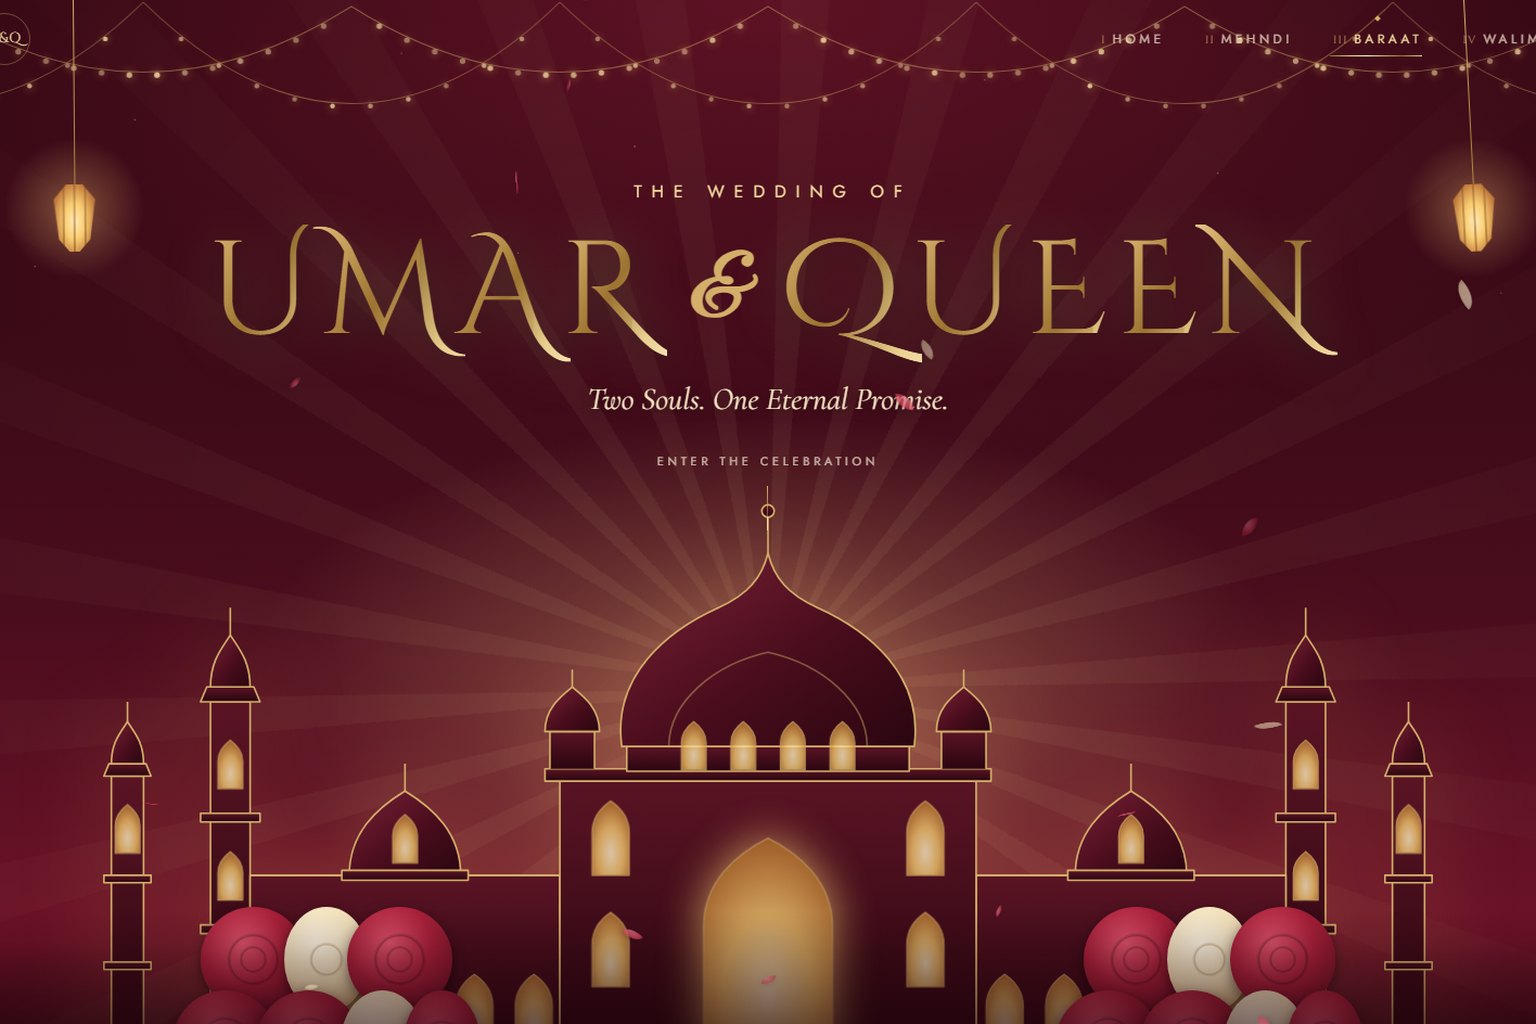 &Q
I HOME II MEHNDI III BARAAT IV WALIM
THE WEDDING OF
UMAR & QUEEN
Two Souls. One Eternal Promise.
ENTER THE CELEBRATION